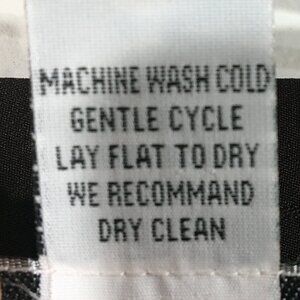 MACHINE WASH COLD
GENTLE CYCLE
LAY FLAT TO DRY
WE RECOMMAND
DRY CLEAN